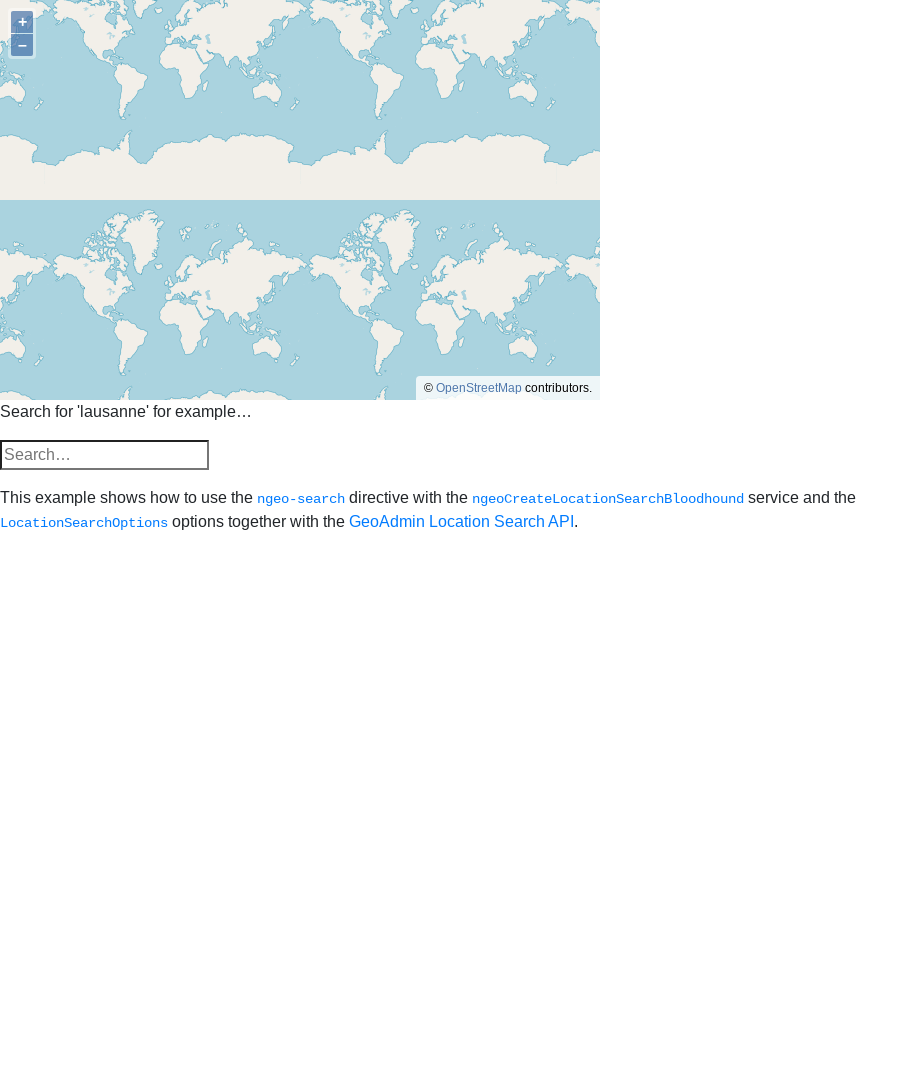 +
−
© OpenStreetMap contributors.
Search for 'lausanne' for example…
Search…
This example shows how to use the ngeo-search directive with the ngeoCreateLocationSearchBloodhound service and the
LocationSearchOptions options together with the GeoAdmin Location Search API.